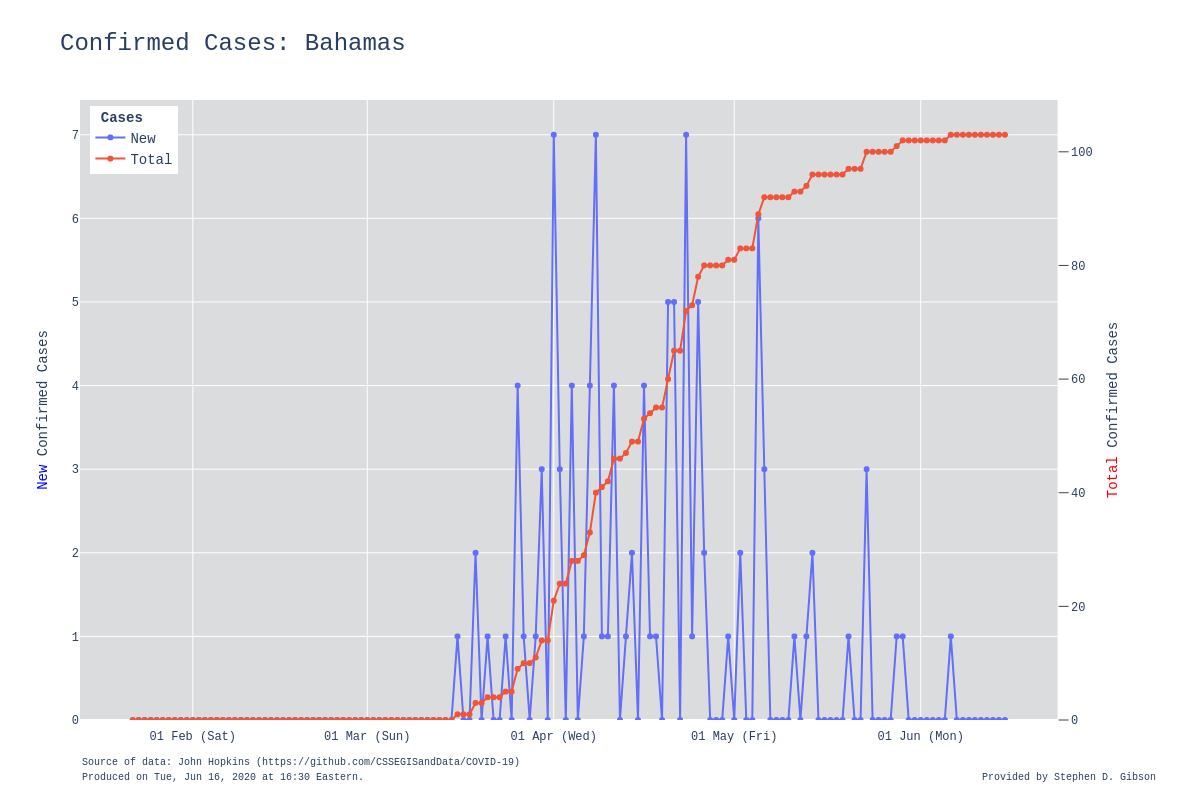 Confirmed Cases: Bahamas
Cases
New
Total
7
6
5
4
3
2
1
0
100
80
60
40
20
0
New Confirmed Cases
Total Confirmed Cases
01 Feb (Sat)
01 Mar (Sun)
01 Apr (Wed)
01 May (Fri)
01 Jun (Mon)
Source of data: John Hopkins (https://github.com/CSSEGISandData/COVID-19)
Produced on Tue, Jun 16, 2020 at 16:30 Eastern.
Provided by Stephen D. Gibson